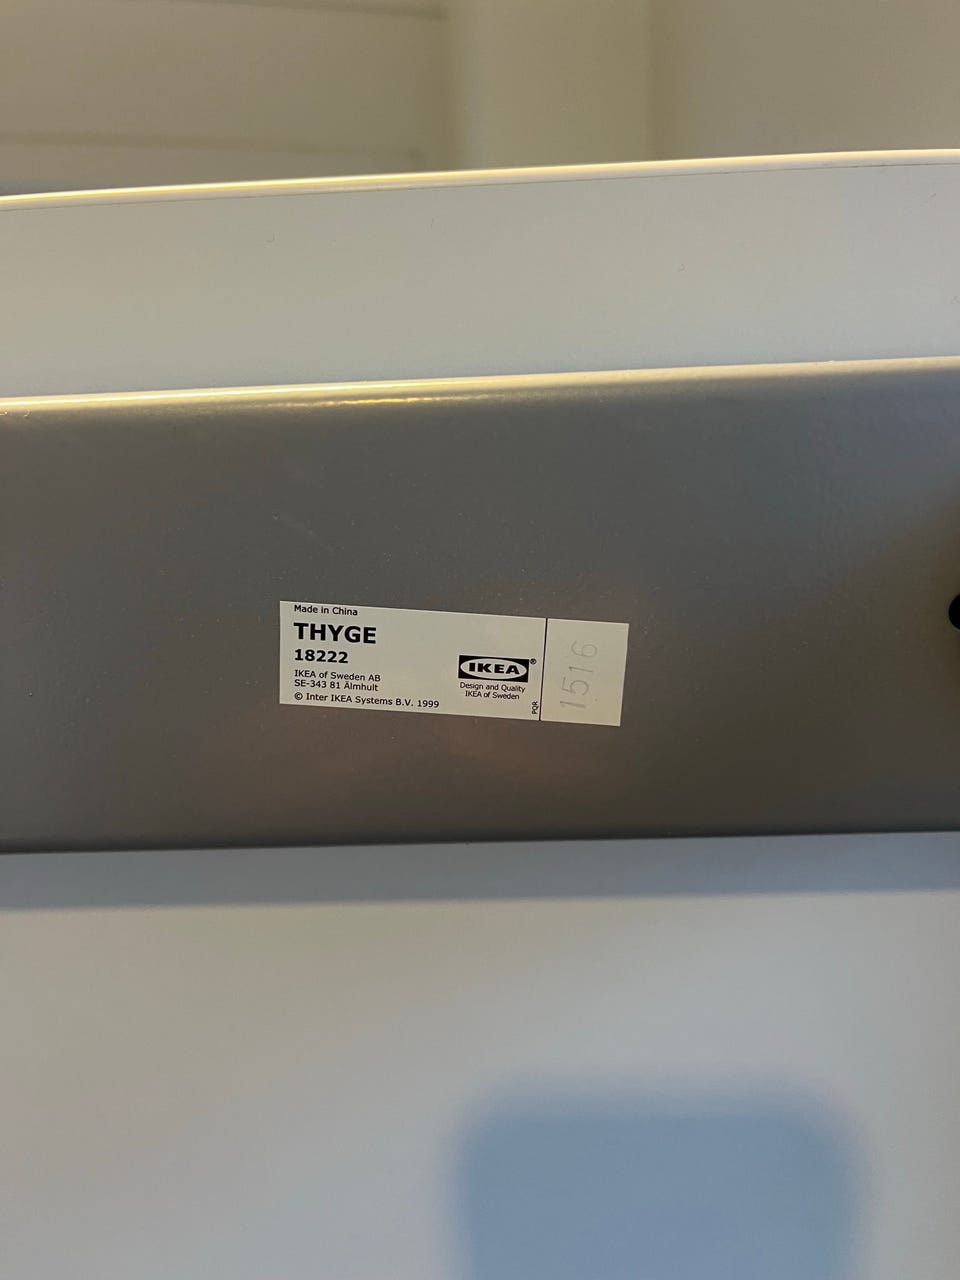 Made in China
THYGE
18222
IKEA of Sweden AB
SE-343 81 Älmhult
© Inter IKEA Systems B.V. 1999
IKEA®
Design and Quality
IKEA of Sweden
PQR
1516